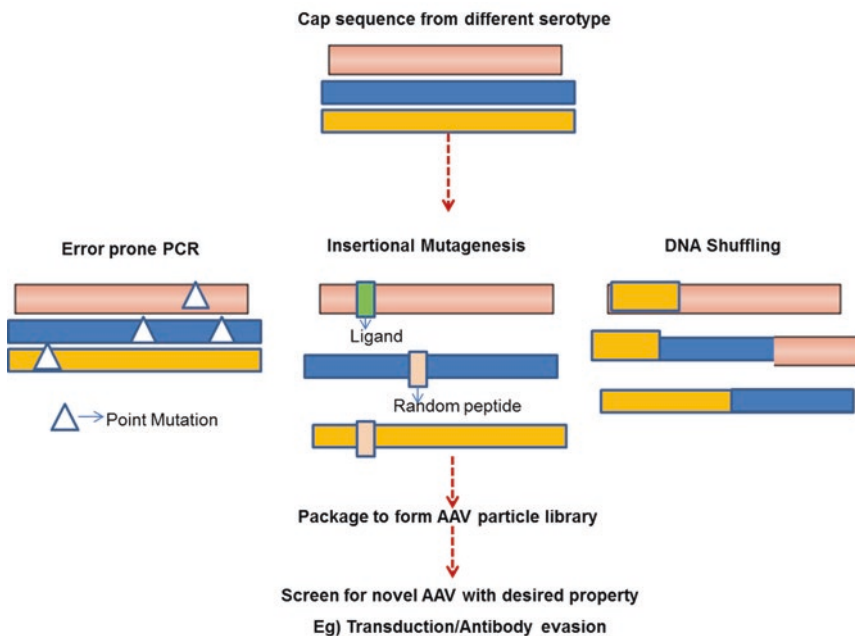 Cap sequence from different serotype
Error prone PCR
Insertional Mutagenesis
DNA Shuffling
Ligand
Random peptide
Point Mutation
Package to form AAV particle library
Screen for novel AAV with desired property
Eg) Transduction/Antibody evasion